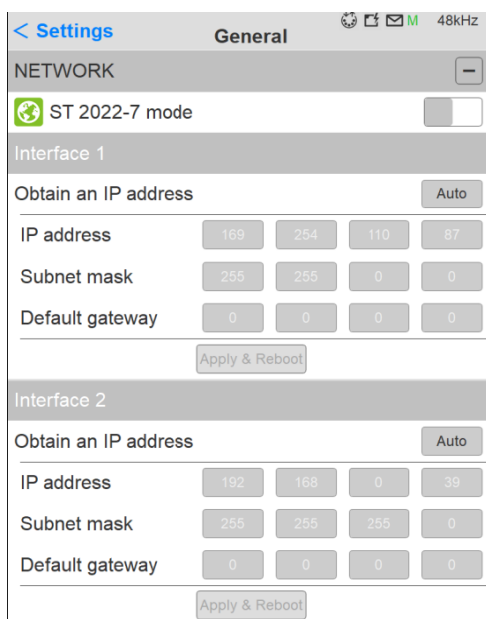 < Settings General M 48kHz
NETWORK
ST 2022-7 mode
Interface 1
Obtain an IP address Auto
IP address 169 254 110 87
Subnet mask 255 255 0 0
Default gateway 0 0 0 0
Apply & Reboot
Interface 2
Obtain an IP address Auto
IP address 192 168 0 39
Subnet mask 255 255 255 0
Default gateway 0 0 0 0
Apply & Reboot